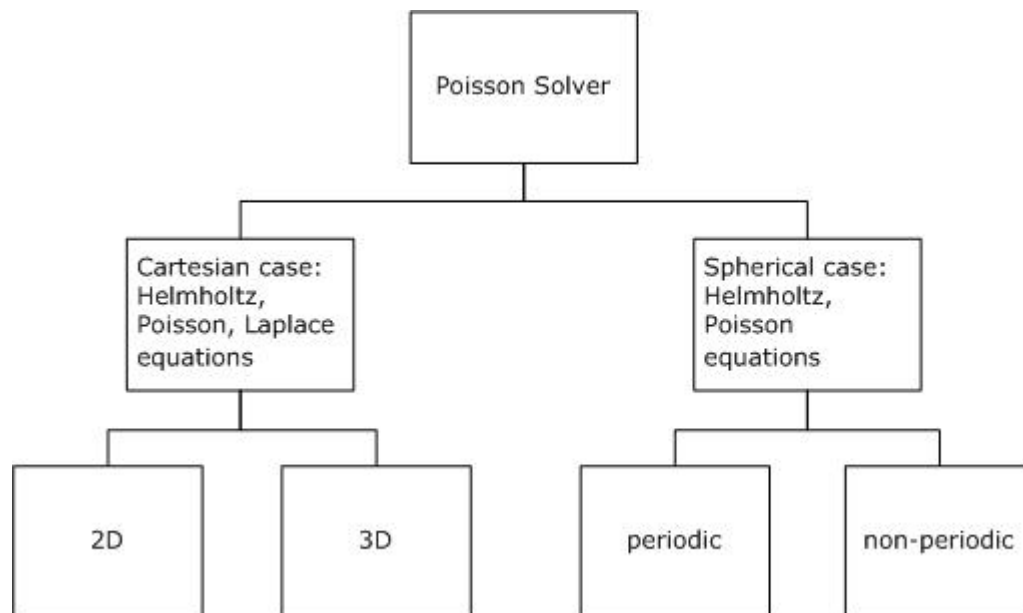 Poisson Solver
Cartesian case:
Helmholtz,
Poisson, Laplace
equations
Spherical case:
Helmholtz,
Poisson
equations
2D
3D
periodic
non-periodic